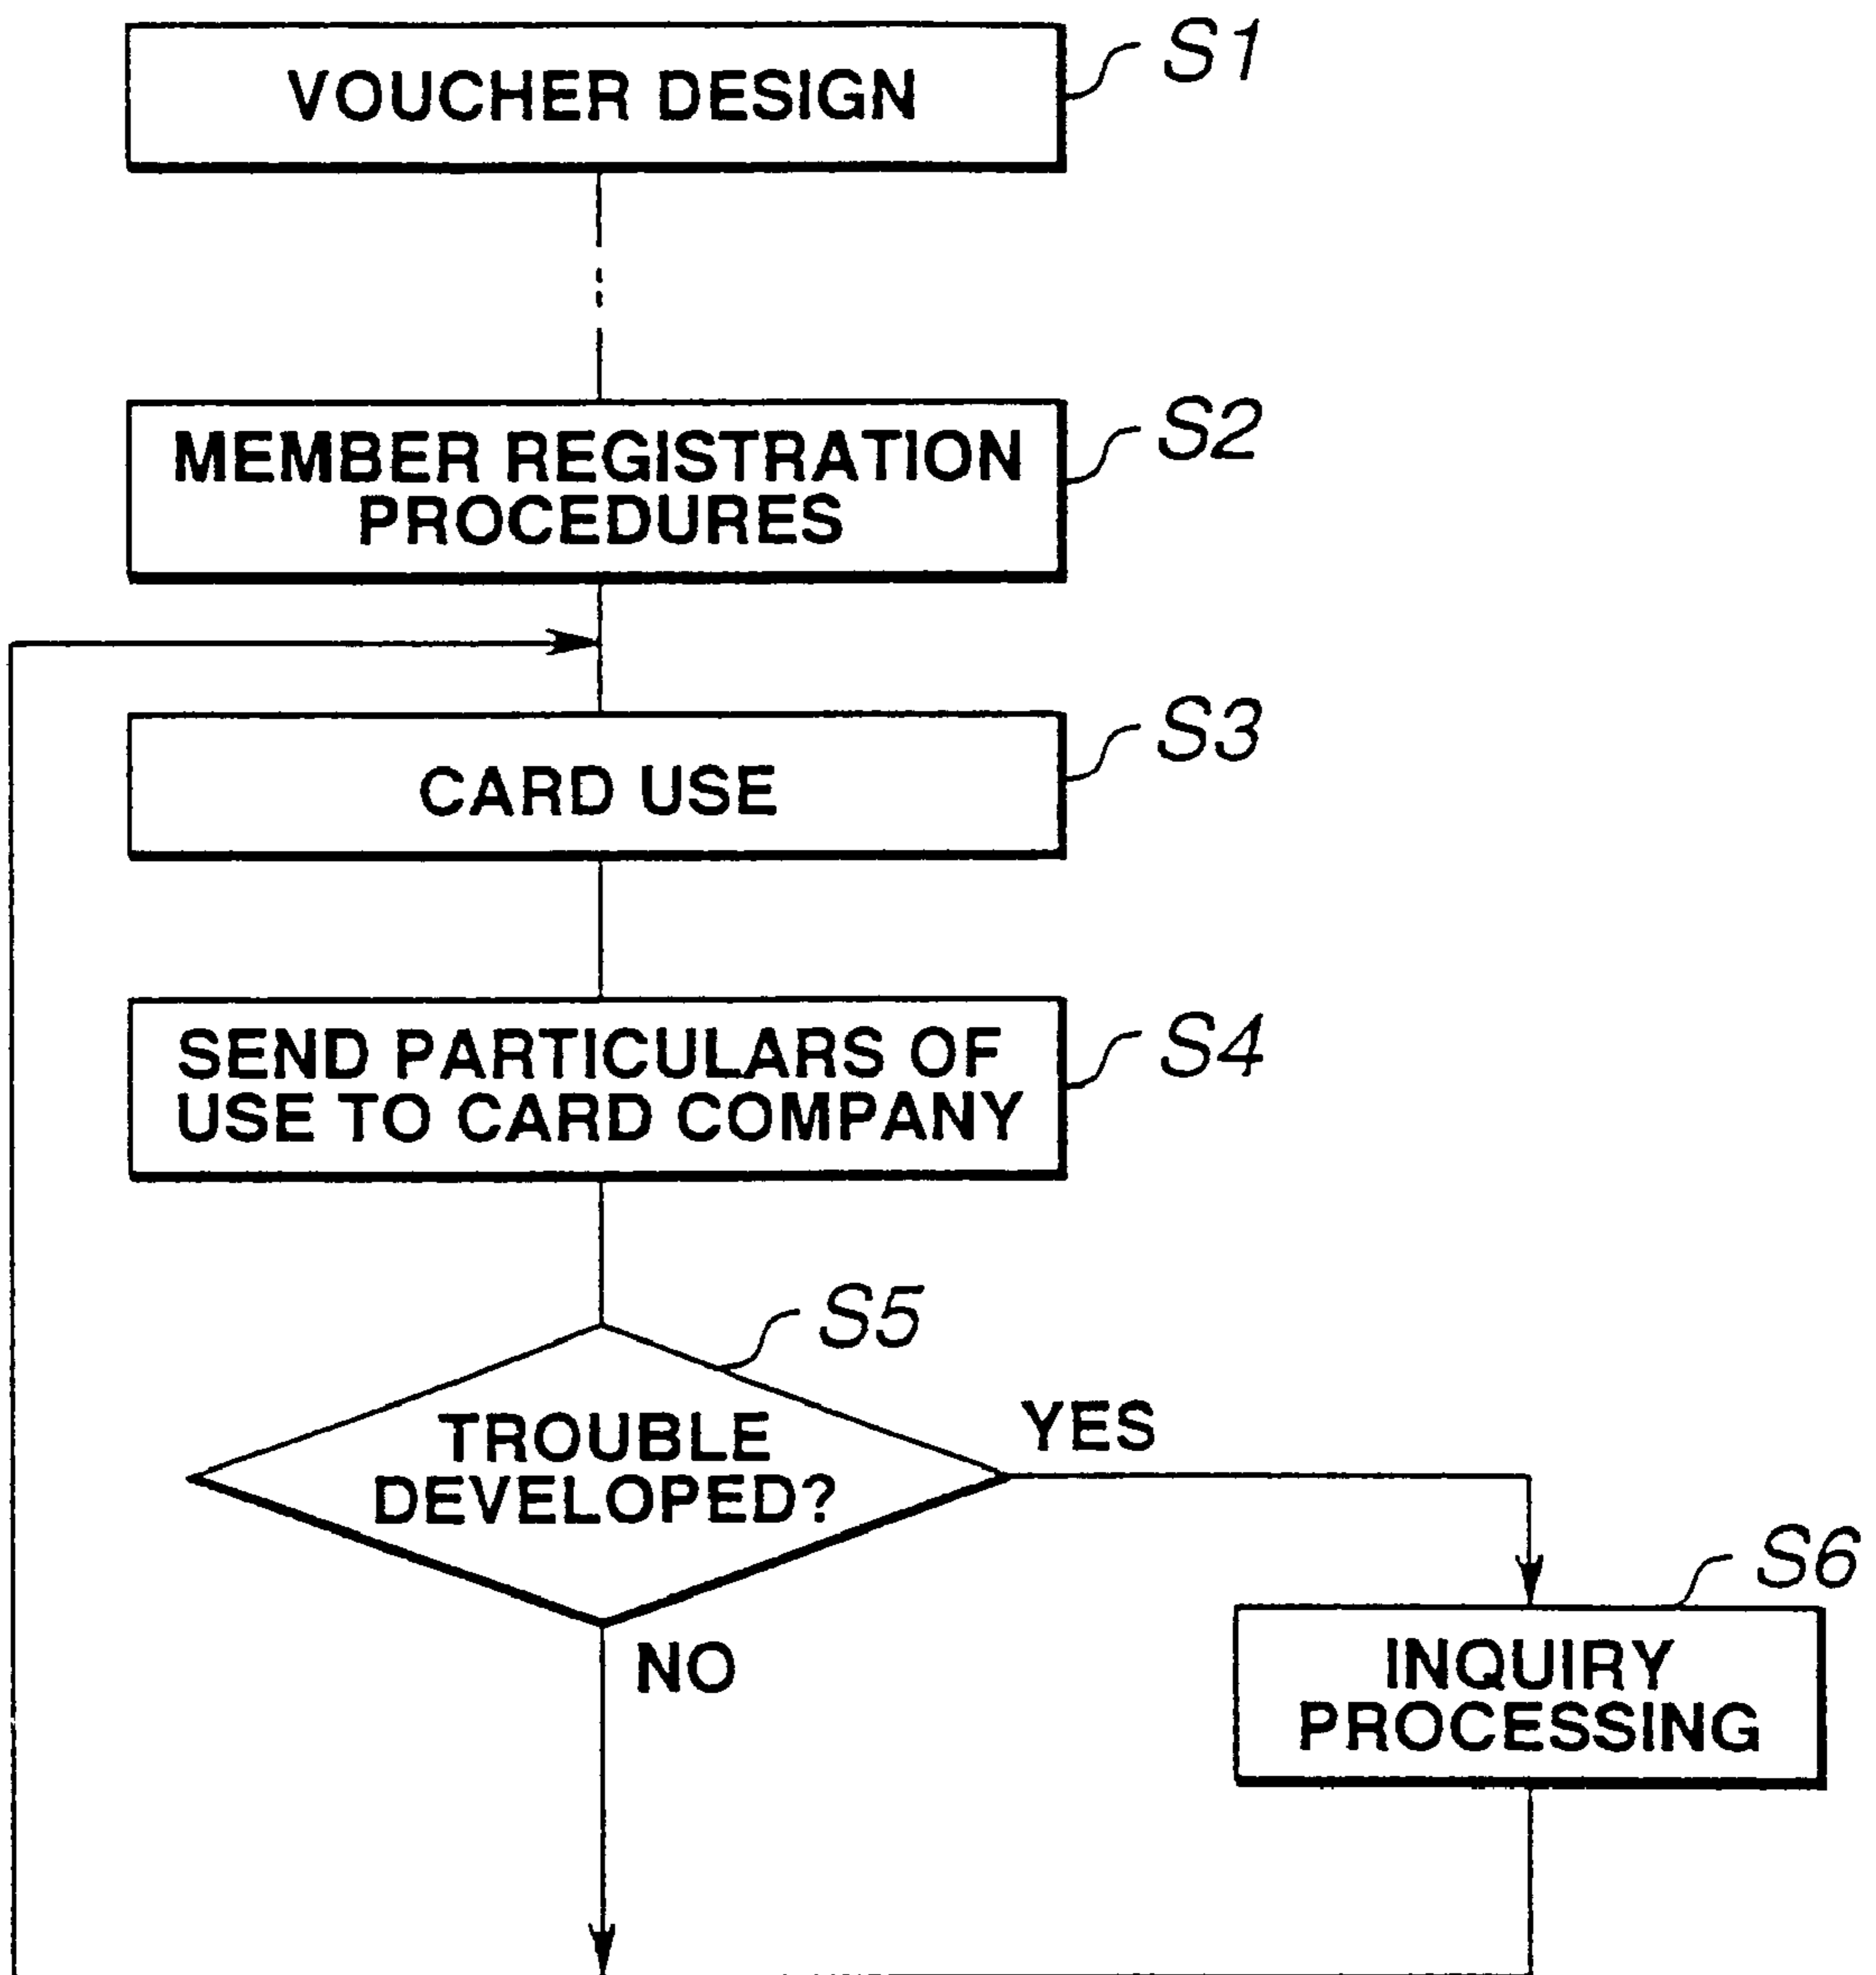 VOUCHER DESIGN
S1
MEMBER REGISTRATION
PROCEDURES
S2
CARD USE
S3
SEND PARTICULARS OF
USE TO CARD COMPANY
S4
S5
TROUBLE
DEVELOPED?
YES
NO
S6
INQUIRY
PROCESSING